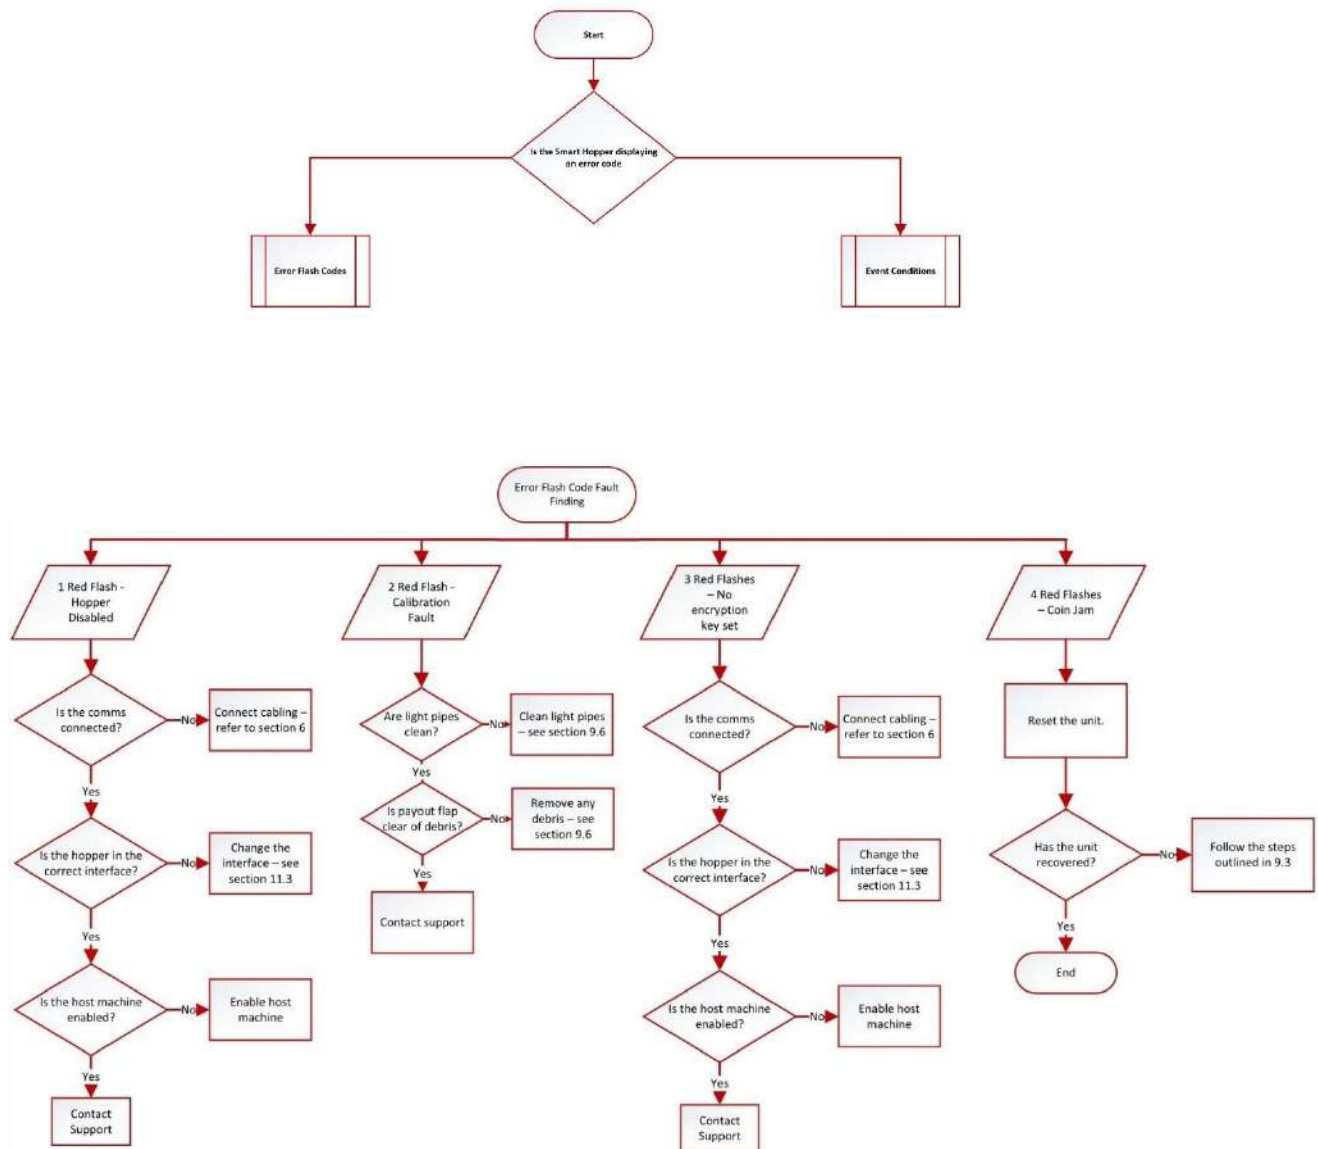 Start
Is the Smart Hopper displaying
an error code
Error Flash Codes
Event Conditions
Error Flash Code Fault
Finding
1 Red Flash -
Hopper
Disabled
2 Red Flash -
Calibration
Fault
3 Red Flashes
– No
encryption
key set
4 Red Flashes
– Coin Jam
Is the comms
connected?
No
Connect cabling –
refer to section 6
Yes
Is the hopper in the
correct interface?
No
Change the
interface – see
section 11.3
Yes
Is the host machine
enabled?
No
Enable host
machine
Yes
Contact
Support
Are light pipes
clean?
No
Clean light pipes
– see section 9.6
Yes
Is payout flap
clear of debris?
No
Remove any
debris – see
section 9.6
Yes
Contact support
Is the comms
connected?
No
Connect cabling –
refer to section 6
Yes
Is the hopper in the
correct interface?
No
Change the
interface – see
section 11.3
Yes
Is the host machine
enabled?
No
Enable host
machine
Yes
Contact
Support
Reset the unit.
Has the unit
recovered?
No
Follow the steps
outlined in 9.3
Yes
End